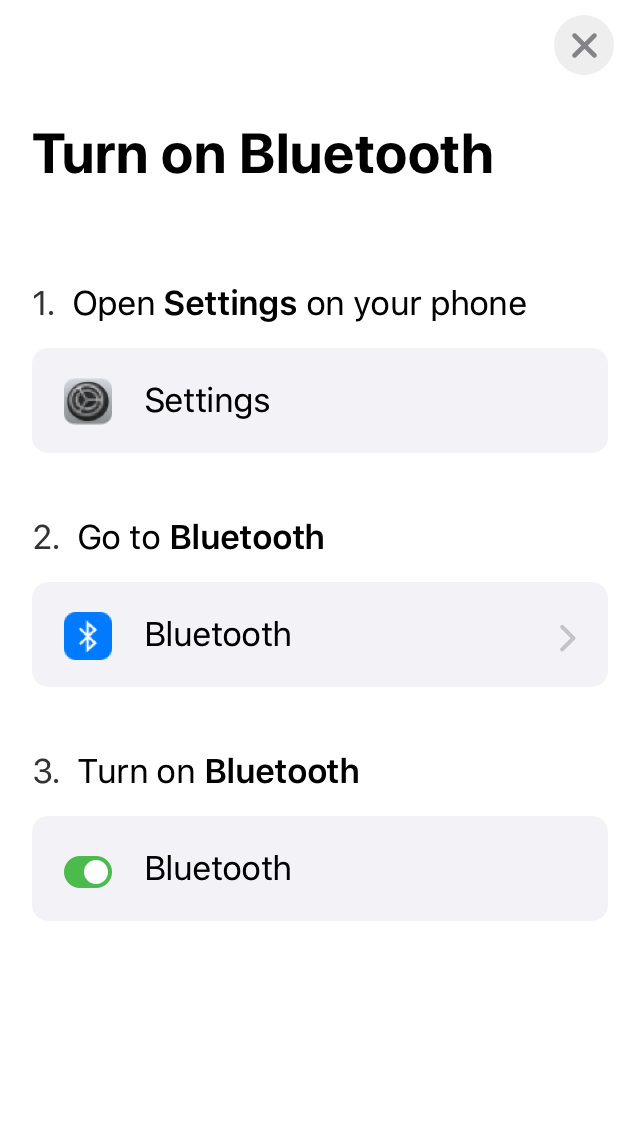 Turn on Bluetooth
1. Open Settings on your phone
Settings
2. Go to Bluetooth
Bluetooth
3. Turn on Bluetooth
Bluetooth